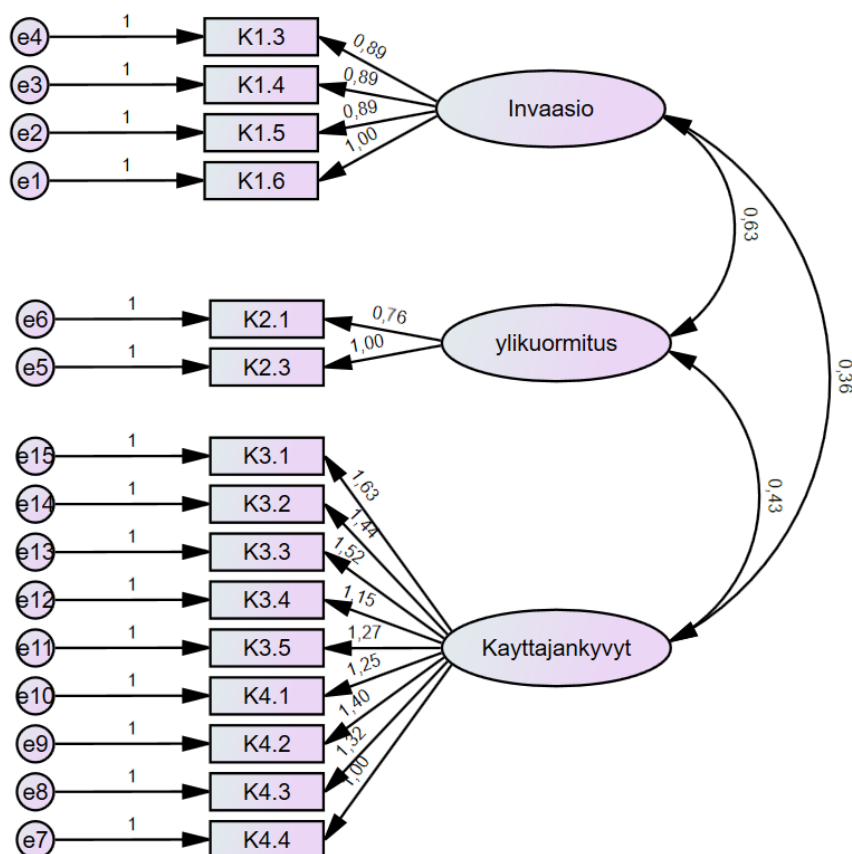 e4 1 K1.3 0,89
e3 1 K1.4 0,89 Invaasio
e2 1 K1.5 0,89
e1 1 K1.6 1,00
0,63
e6 1 K2.1 0,76
e5 1 K2.3 1,00 ylikuormitus
0,36
e15 1 K3.1 1,63
e14 1 K3.2 1,44 0,43
e13 1 K3.3 1,52
e12 1 K3.4 1,15
e11 1 K3.5 1,27 Kayttajankyvyt
e10 1 K4.1 1,25
e9 1 K4.2 1,40
e8 1 K4.3 1,32
e7 1 K4.4 1,00